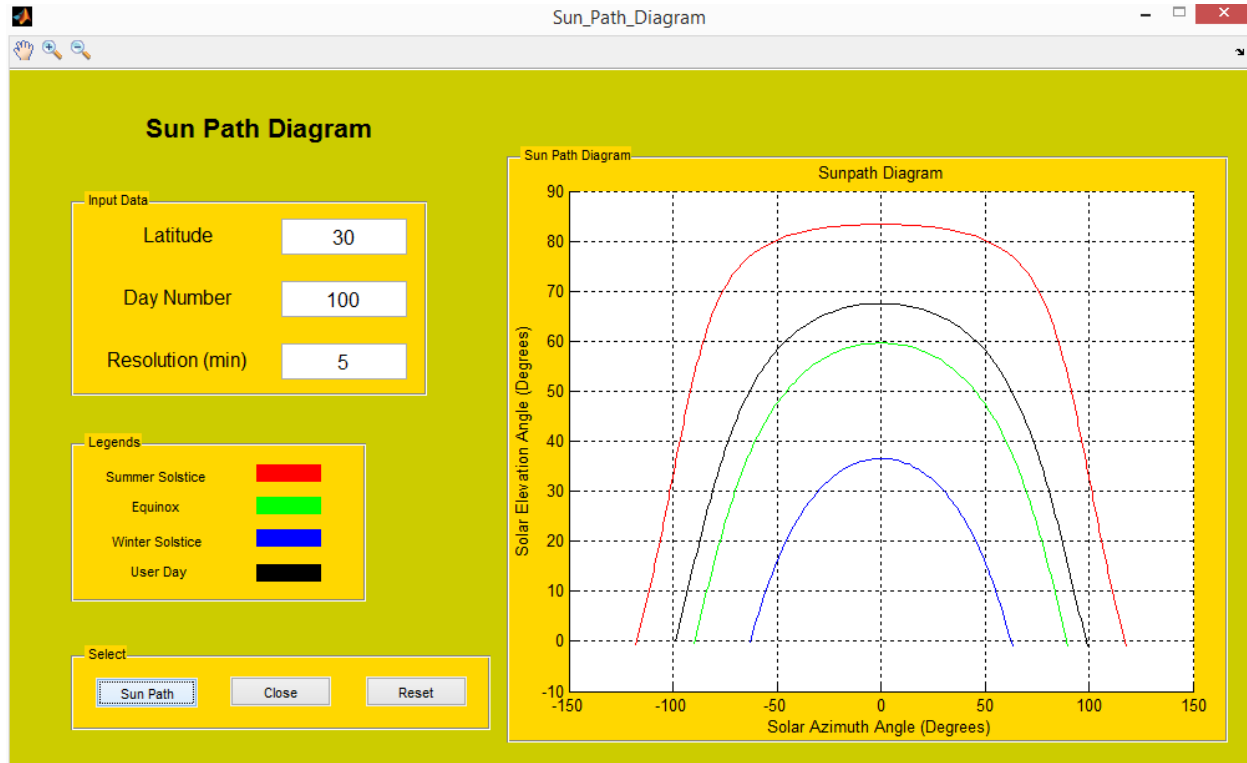 Sun_Path_Diagram
Sun Path Diagram
Input Data
Latitude 30
Day Number 100
Resolution (min) 5
Legends
Summer Solstice
Equinox
Winter Solstice
User Day
Select
Sun Path Close Reset
Sun Path Diagram
Sunpath Diagram
Solar Elevation Angle (Degrees)
90
80
70
60
50
40
30
20
10
0
-10
-150 -100 -50 0 50 100 150
Solar Azimuth Angle (Degrees)